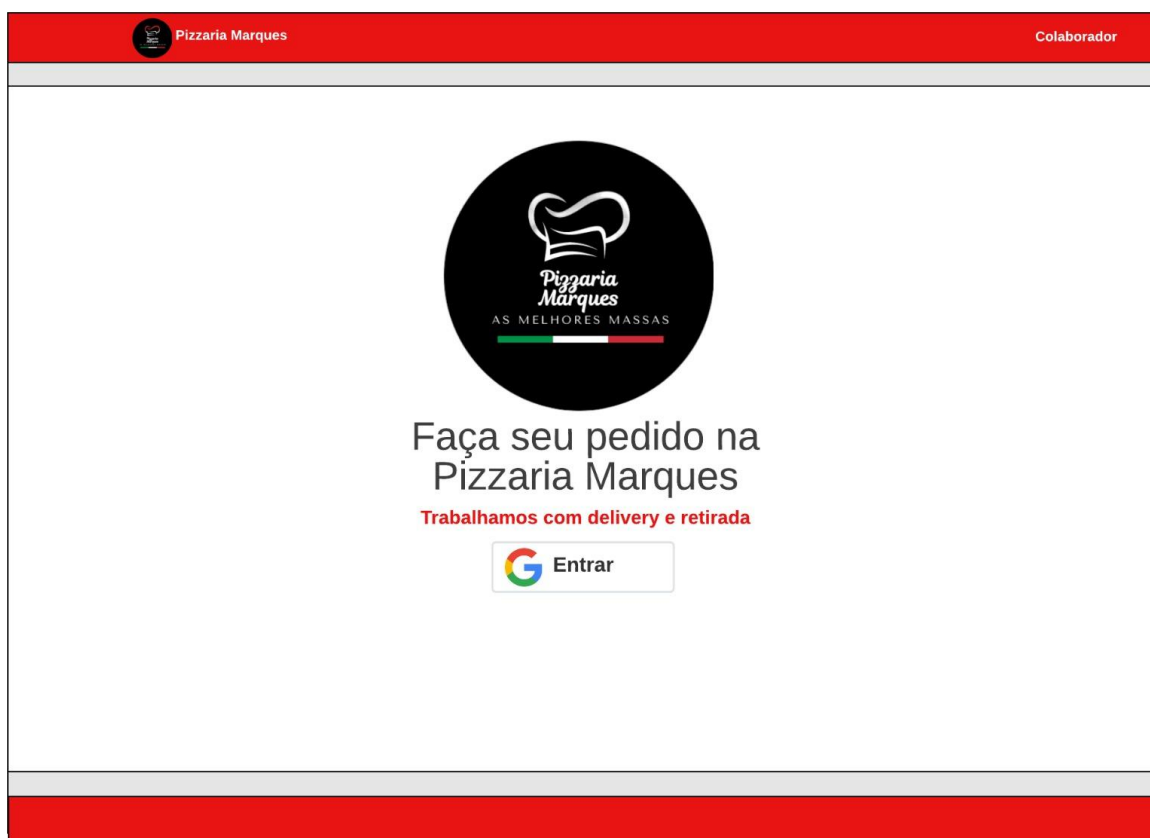 Pizzaria Marques
Colaborador
Pizzaria
Marques
AS MELHORES MASSAS
Faça seu pedido na
Pizzaria Marques
Trabalhamos com delivery e retirada
Entrar